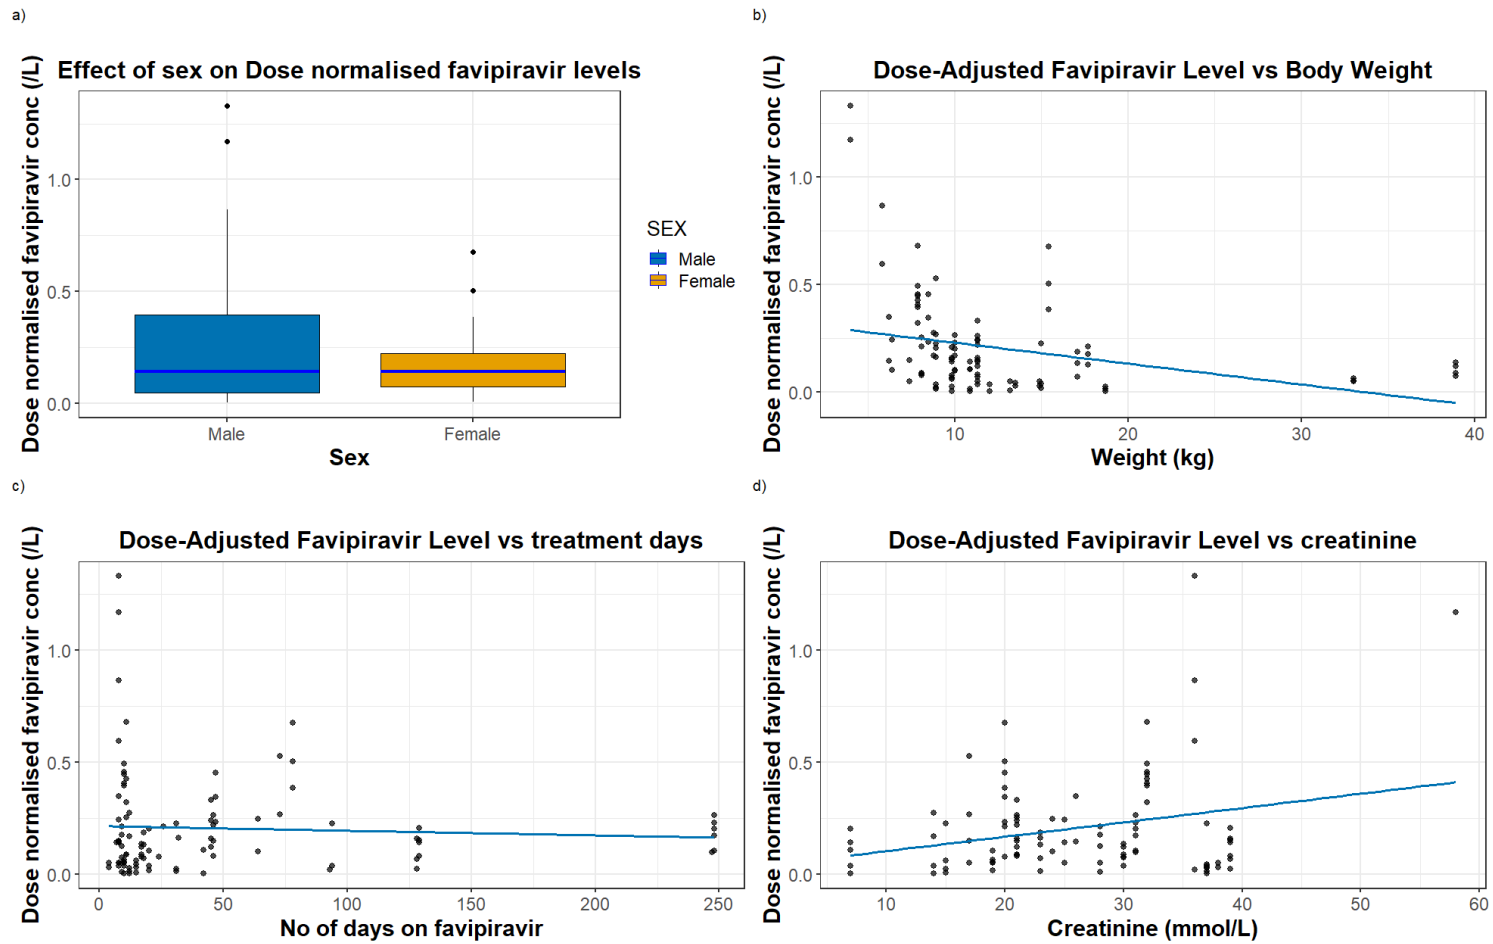 a)
Effect of sex on Dose normalised favipiravir levels
Dose normalised favipiravir conc (/L)
1.0
0.5
0.0
Male
Female
Sex
SEX
Male
Female
b)
Dose-Adjusted Favipiravir Level vs Body Weight
Dose normalised favipiravir conc (/L)
1.0
0.5
0.0
10
20
30
40
Weight (kg)
c)
Dose-Adjusted Favipiravir Level vs treatment days
Dose normalised favipiravir conc (/L)
1.0
0.5
0.0
0
50
100
150
200
250
No of days on favipiravir
d)
Dose-Adjusted Favipiravir Level vs creatinine
Dose normalised favipiravir conc (/L)
1.0
0.5
0.0
10
20
30
40
50
60
Creatinine (mmol/L)